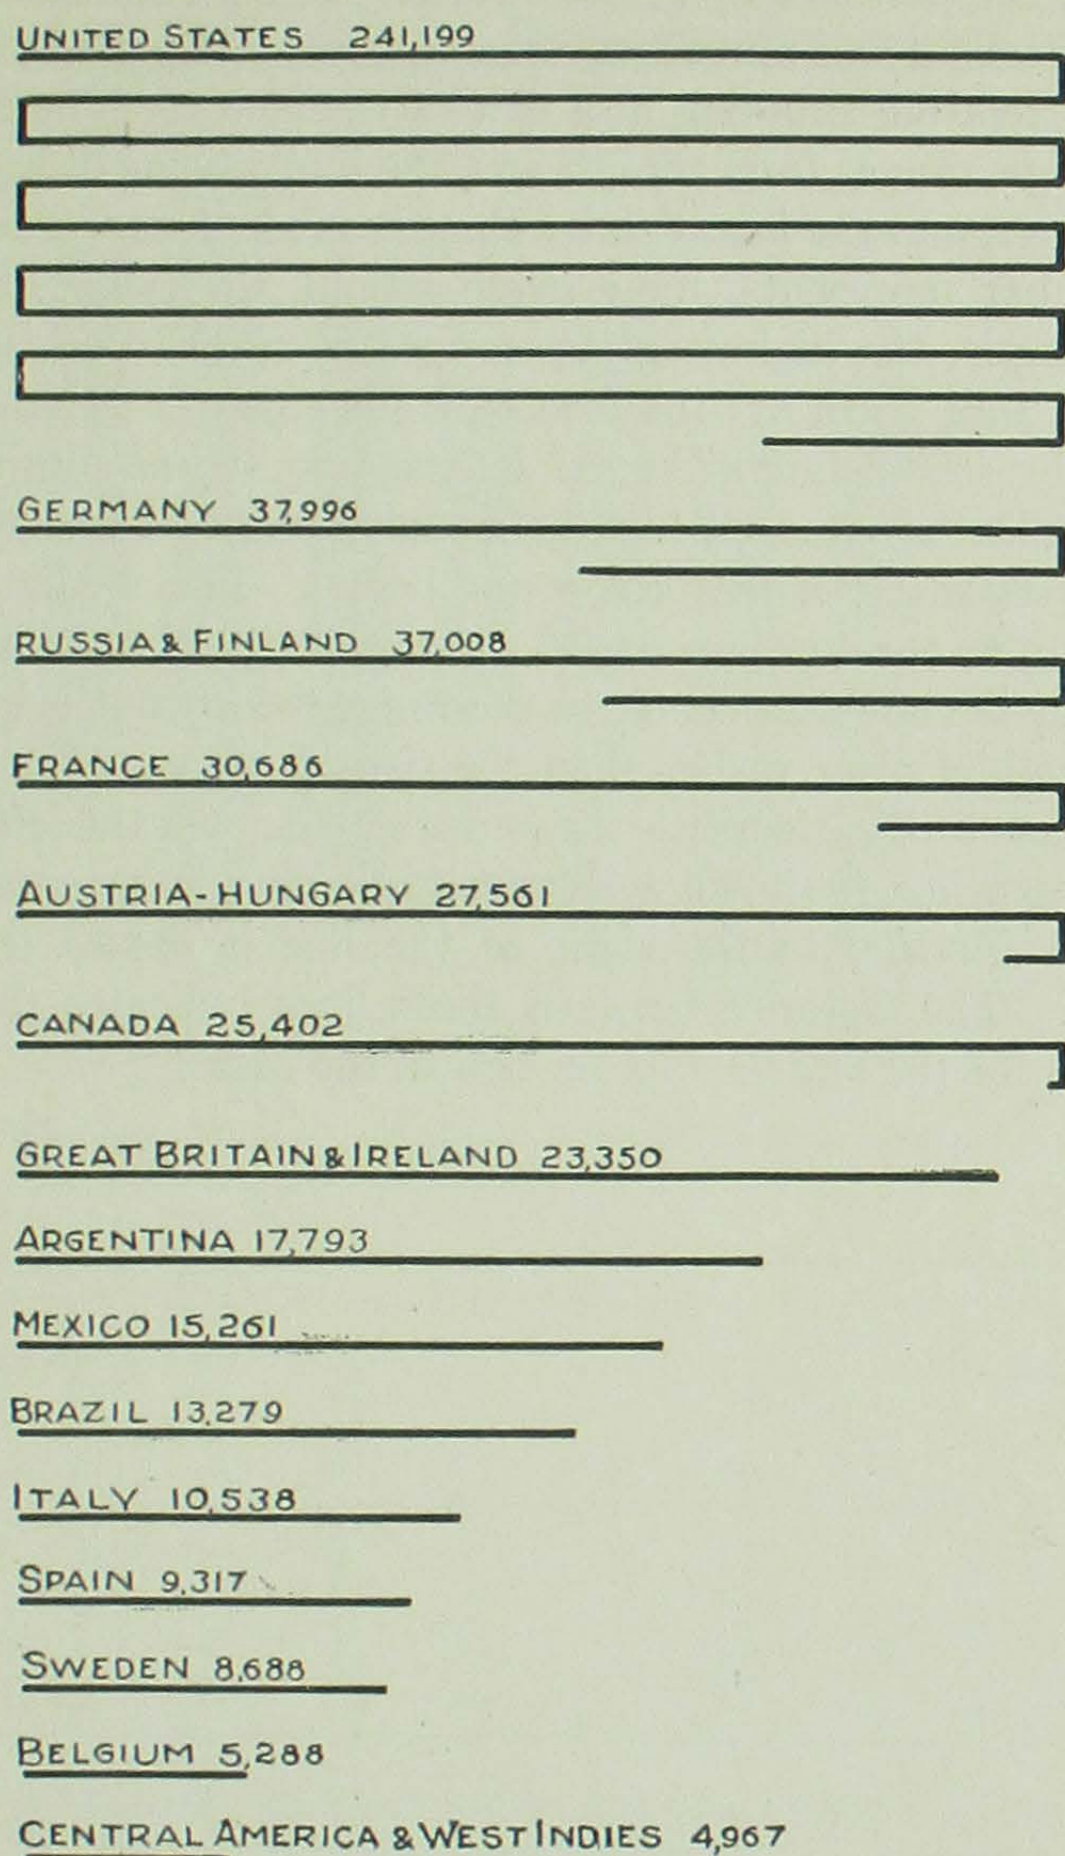 UNITED STATES 241,199
GERMANY 37,996
RUSSIA & FINLAND 37,008
FRANCE 30,686
AUSTRIA-HUNGARY 27,561
CANADA 25,402
GREAT BRITAIN & IRELAND 23,350
ARGENTINA 17,793
MEXICO 15,261
BRAZIL 13,279
ITALY 10,538
SPAIN 9,317
SWEDEN 8,688
BELGIUM 5,288
CENTRAL AMERICA & WEST INDIES 4,967